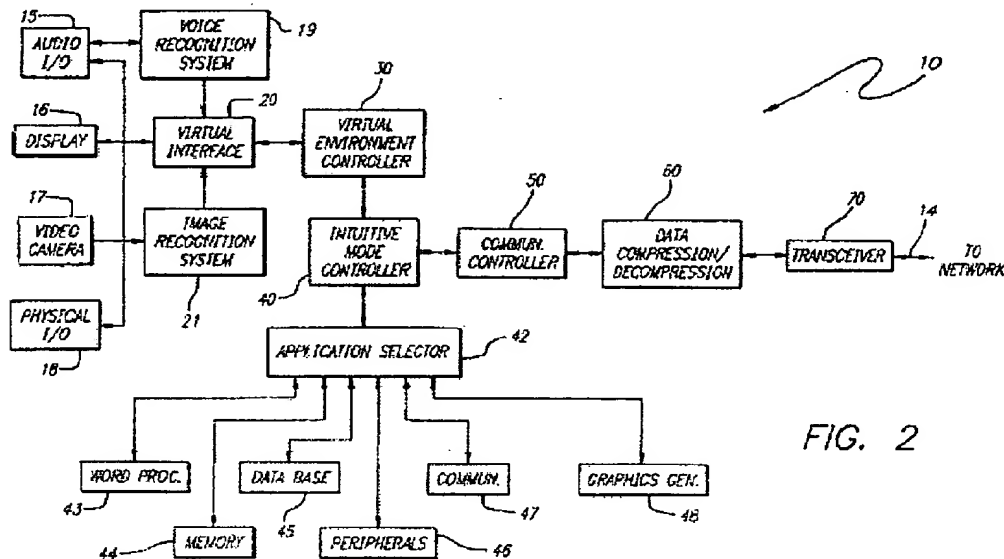 15
AUDIO
I/O
VOICE
RECOGNITION
SYSTEM
19
10
16
DISPLAY
20
VIRTUAL
INTERFACE
30
VIRTUAL
ENVIRONMENT
CONTROLLER
17
VIDEO
CAMERA
IMAGE
RECOGNITION
SYSTEM
21
INTUITIVE
MODE
CONTROLLER
40
50
COMMUN.
CONTROLLER
60
DATA
COMPRESSION/
DECOMPRESSION
70
TRANSCEIVER
14
TO
NETWORK
PHYSICAL
I/O
18
APPLICATION SELECTOR
42
WORD PROC.
43
MEMORY
44
DATA BASE
45
PERIPHERALS
46
COMMUN.
47
GRAPHICS GEN.
48
FIG. 2